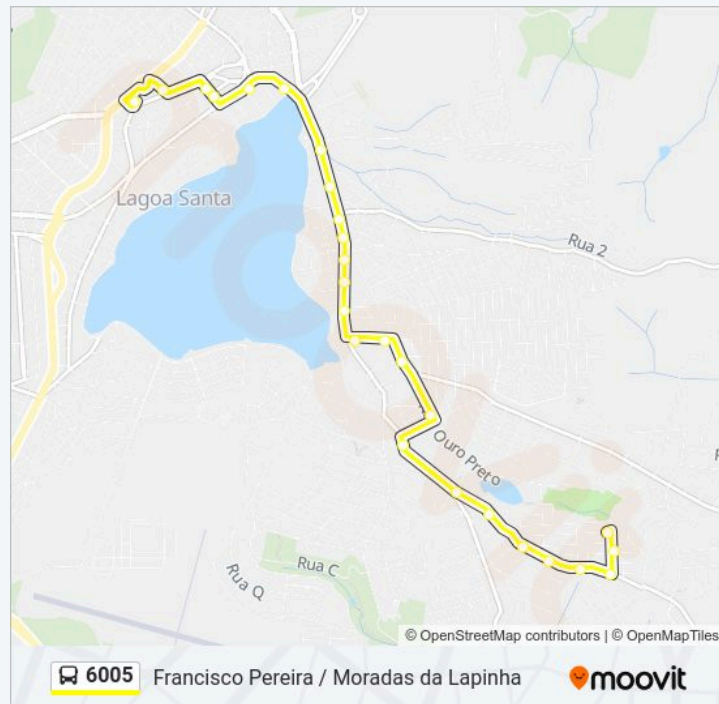 Lagoa Santa
Rua 2
Ouro Preto
Rua C
Rua Q
© OpenStreetMap contributors | © OpenMapTiles
6005 Francisco Pereira / Moradas da Lapinha
moovit